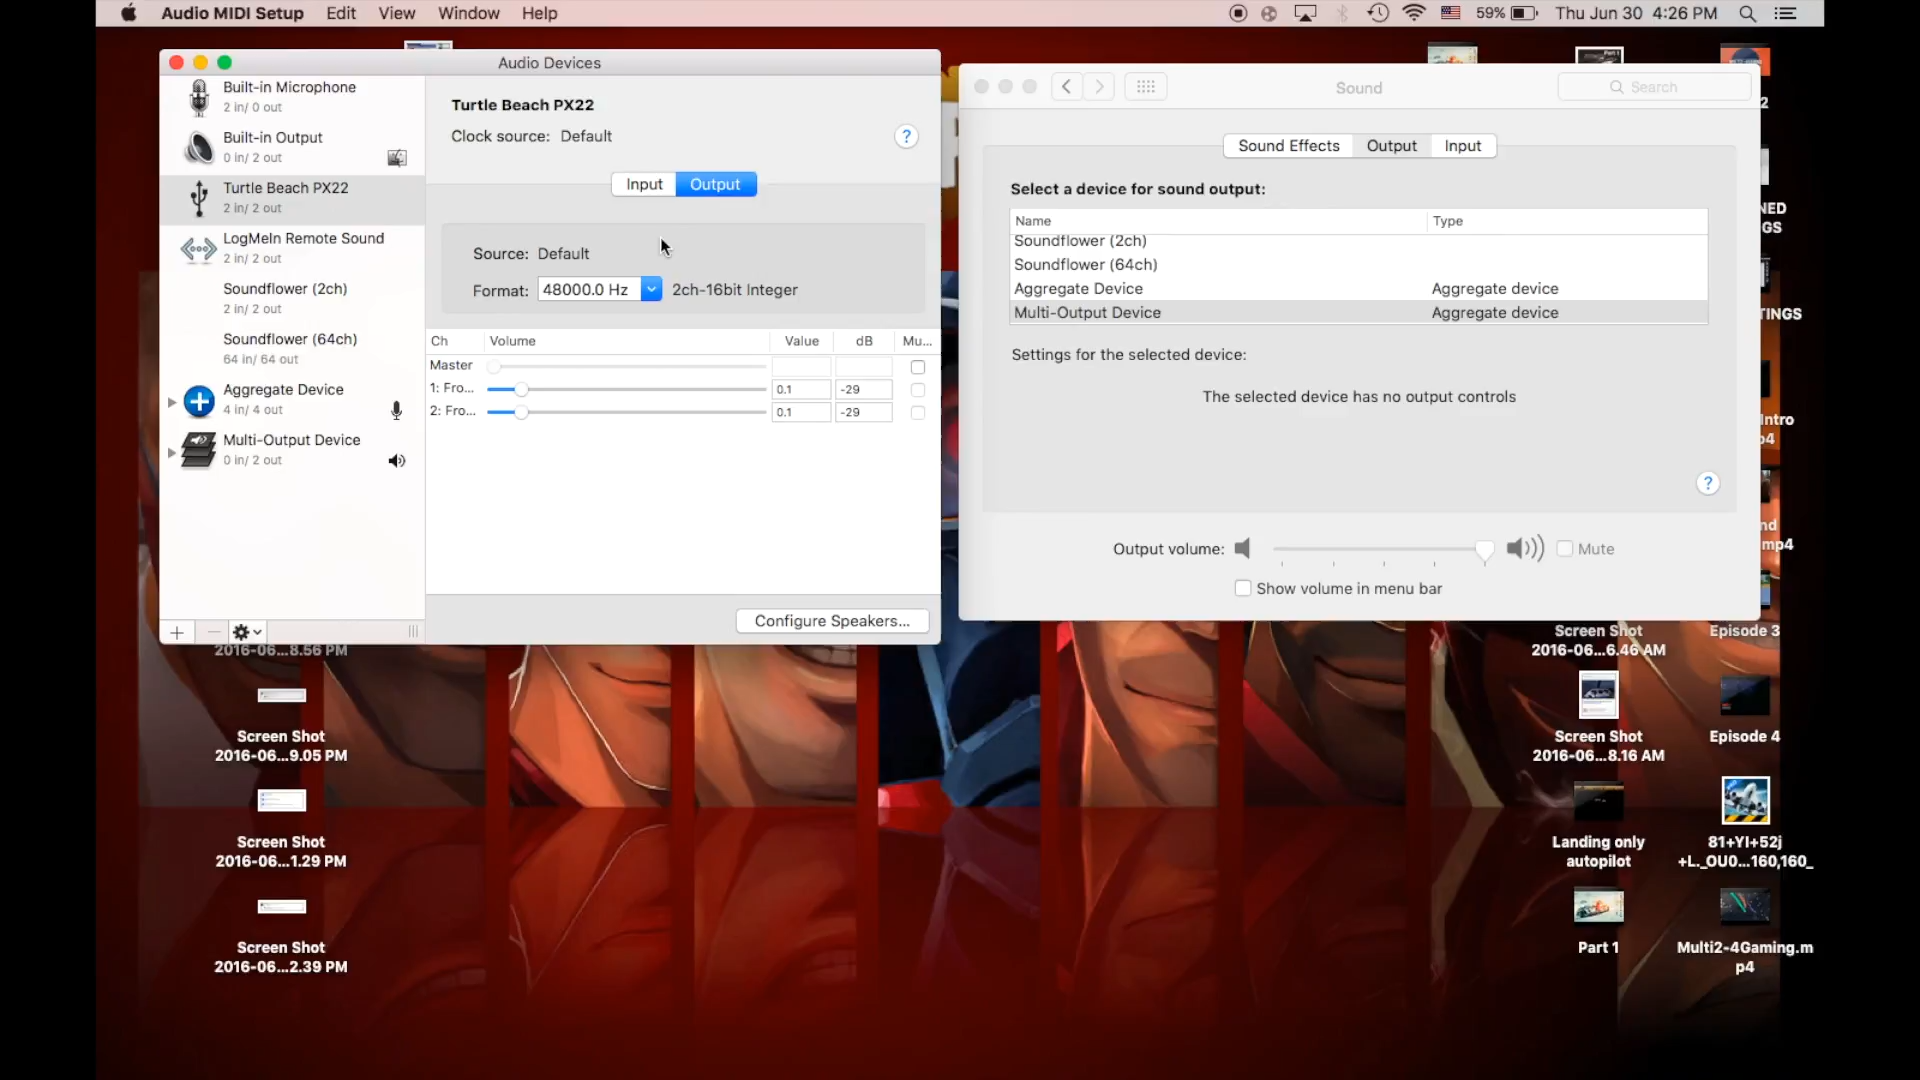 Audio MIDI Setup Edit View Window Help
59% Thu Jun 30 4:26 PM
Audio Devices
Built-in Microphone
2 in/ 0 out
Built-in Output
0 in/ 2 out
Turtle Beach PX22
2 in/ 2 out
LogMeIn Remote Sound
2 in/ 2 out
Soundflower (2ch)
2 in/ 2 out
Soundflower (64ch)
64 in/ 64 out
Aggregate Device
4 in/ 4 out
Multi-Output Device
0 in/ 2 out
Turtle Beach PX22
Clock source: Default
?
Input Output
Source: Default
Format: 48000.0 Hz 2ch-16bit Integer
Ch Volume Value dB Mu...
Master
1: Fro... 0.1 -29
2: Fro... 0.1 -29
Configure Speakers...
Sound
Search
Sound Effects Output Input
Select a device for sound output:
Name Type
Soundflower (2ch)
Soundflower (64ch)
Aggregate Device Aggregate device
Multi-Output Device Aggregate device
Settings for the selected device:
The selected device has no output controls
?
Output volume: Mute
Show volume in menu bar
2
NED
GS
TINGS
Intro
p4
nd
mp4
2016-06...8.56 PM
Screen Shot
2016-06...9.05 PM
Screen Shot
2016-06...1.29 PM
Screen Shot
2016-06...2.39 PM
Screen Shot
2016-06...6.46 AM
Episode 3
Screen Shot
2016-06...8.16 AM
Episode 4
Landing only
autopilot
81+YI+52j
+L._OU0...160,160_
Part 1
Multi2-4Gaming.m
p4